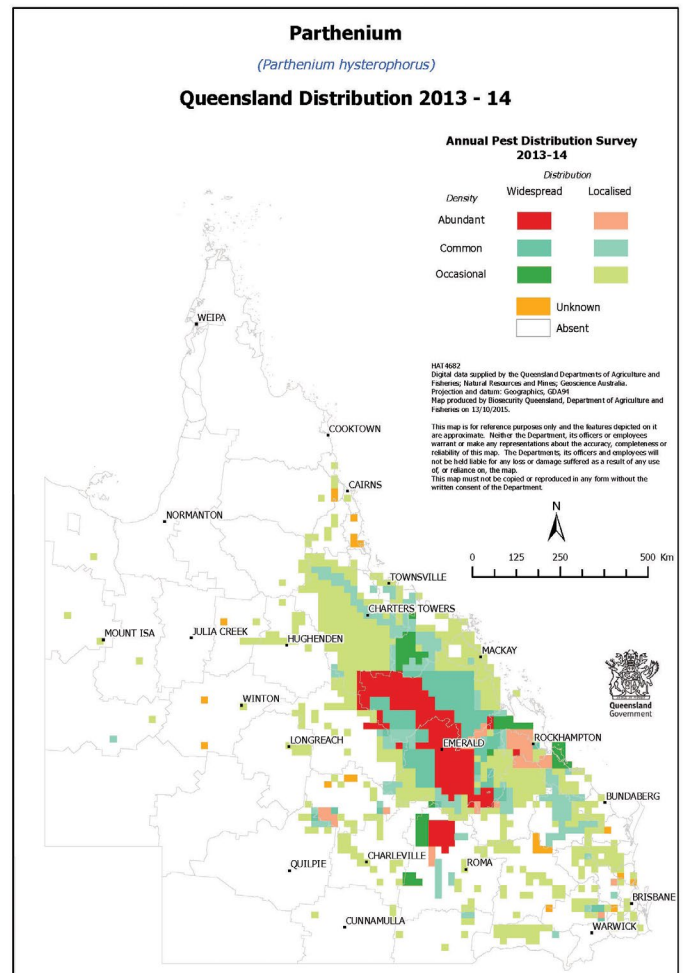 Parthenium
(Parthenium hysterophorus)
Queensland Distribution 2013 - 14
Annual Pest Distribution Survey
2013-14
Distribution
Density Widespread Localised
Abundant
Common
Occasional
Unknown
Absent
HAT4682
Digital data supplied by the Queensland Departments of Agriculture and
Fisheries; Natural Resources and Mines; Geoscience Australia.
Projection and datum: Geographics, GDA94
Map produced by Biosecurity Queensland, Department of Agriculture and
Fisheries on 13/10/2015.
This map is for reference purposes only and the features depicted on it
are approximate. Neither the Department, its officers or employees
warrant or make any representations about the accuracy, completeness or
reliability of this map. The Departments, its officers and employees will
not be held liable for any loss or damage suffered as a result of any use
of, or reliance on, the map.
This map must not be copied or reproduced in any form without the
written consent of the Department.
N
0 125 250 500 Km
WEIPA
COOKTOWN
CAIRNS
NORMANTON
TOWNSVILLE
CHARTERS TOWERS
MOUNT ISA
JULIA CREEK
HUGHENDEN
MACKAY
Queensland
Government
WINTON
LONGREACH
EMERALD
ROCKHAMPTON
BUNDABERG
QUILPIE
CHARLEVILLE
ROMA
BRISBANE
CUNNAMULLA
WARWICK